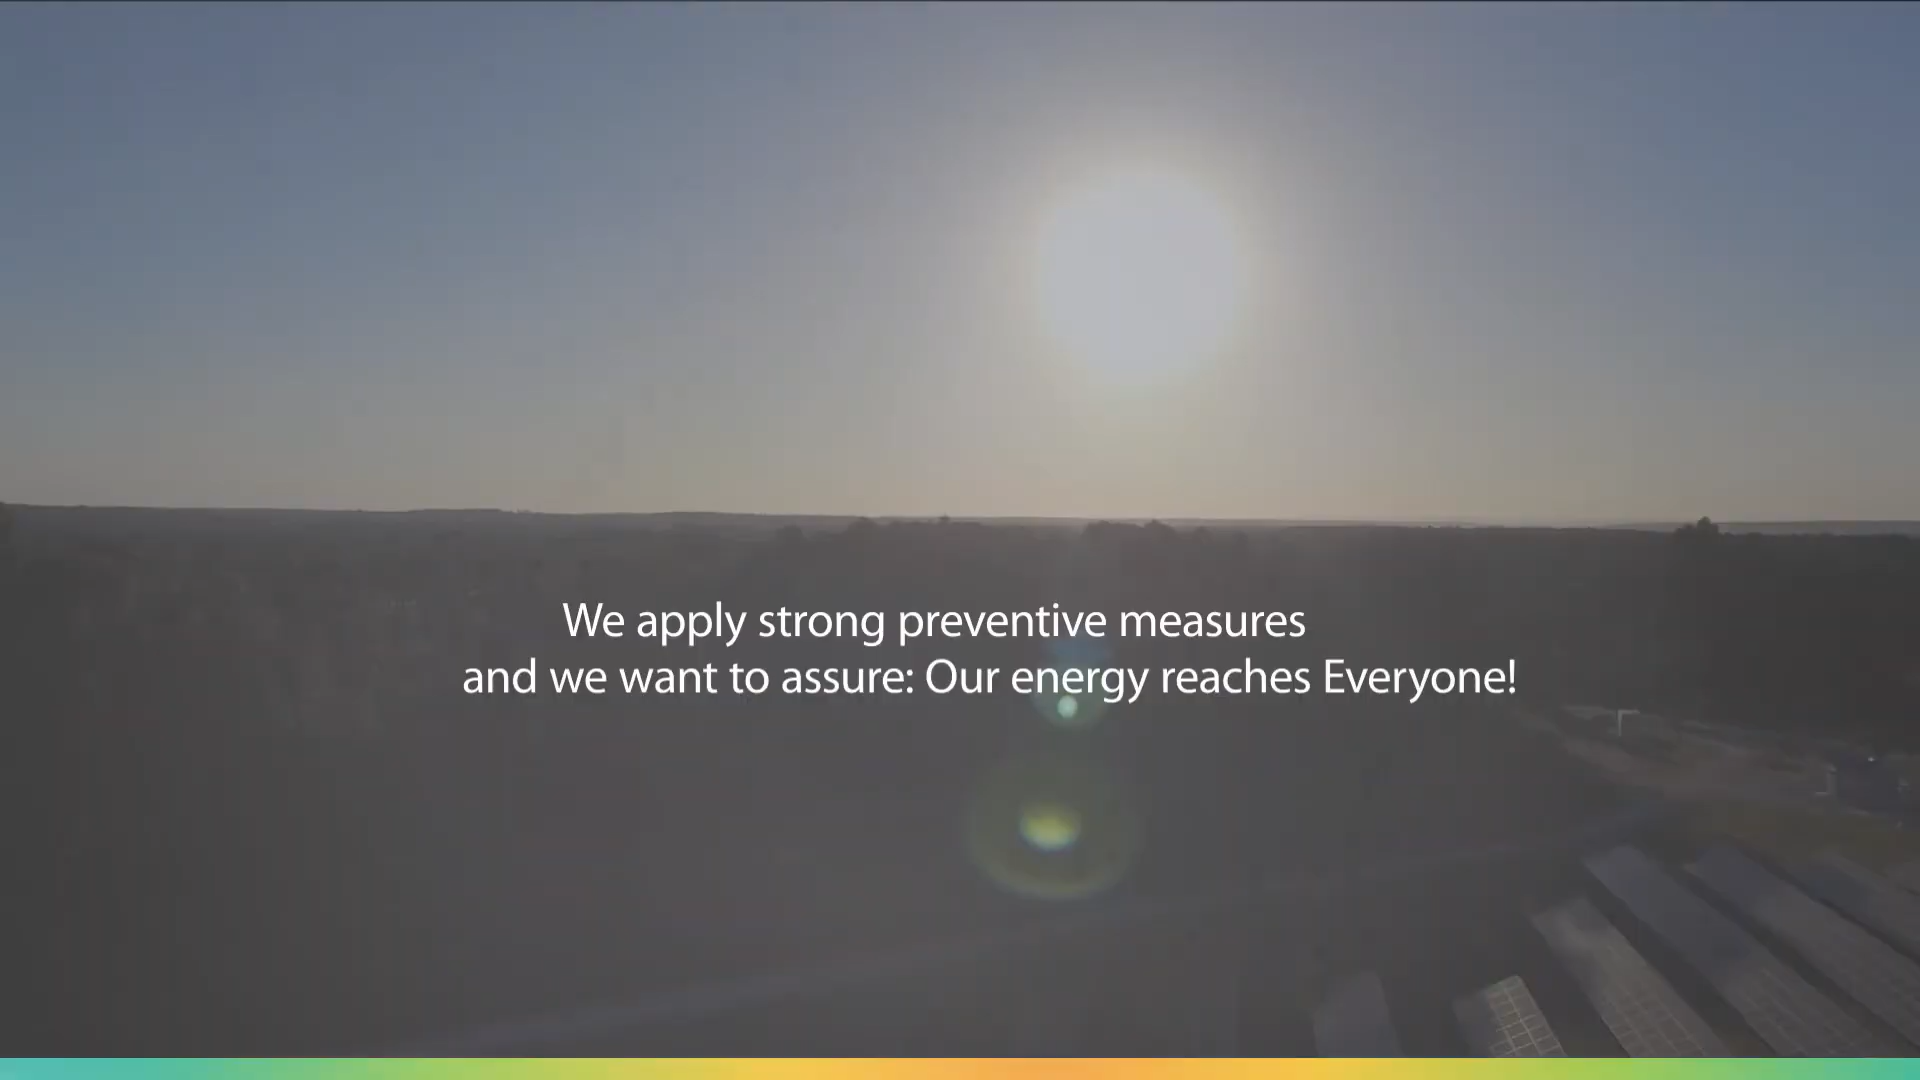 We apply strong preventive measures
and we want to assure: Our energy reaches Everyone!